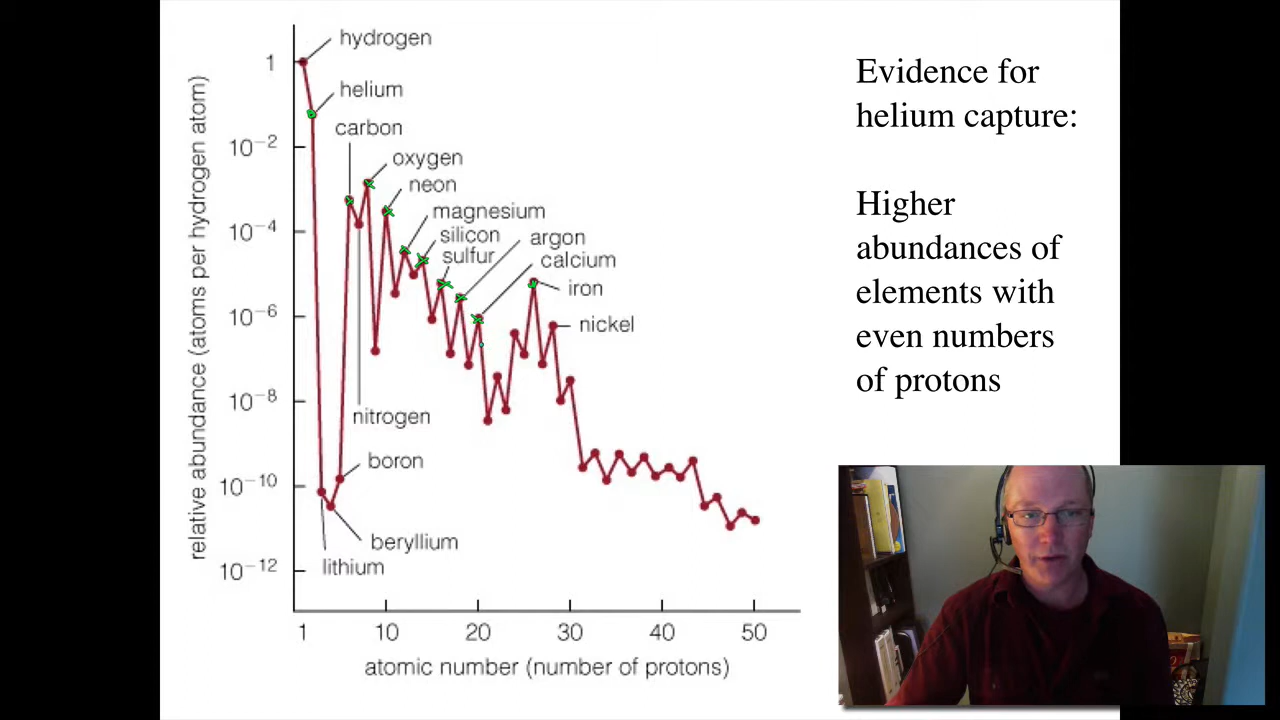 hydrogen
helium
carbon
oxygen
neon
magnesium
silicon
sulfur
argon
calcium
iron
nickel
nitrogen
boron
beryllium
lithium
1
10⁻²
10⁻⁴
10⁻⁶
10⁻⁸
10⁻¹⁰
10⁻¹²
relative abundance (atoms per hydrogen atom)
1 10 20 30 40 50
atomic number (number of protons)
Evidence for
helium capture:
Higher
abundances of
elements with
even numbers
of protons